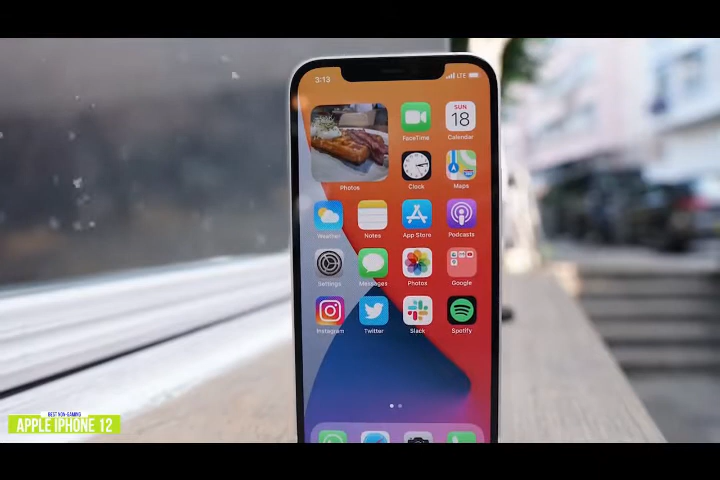 3:13
LTE
SUN
18
FaceTime
Calendar
Photos
Clock
Maps
Weather
Notes
App Store
Podcasts
Settings
Messages
Photos
Google
Instagram
Twitter
Slack
Spotify
BEST NON-GAMING
APPLE IPHONE 12